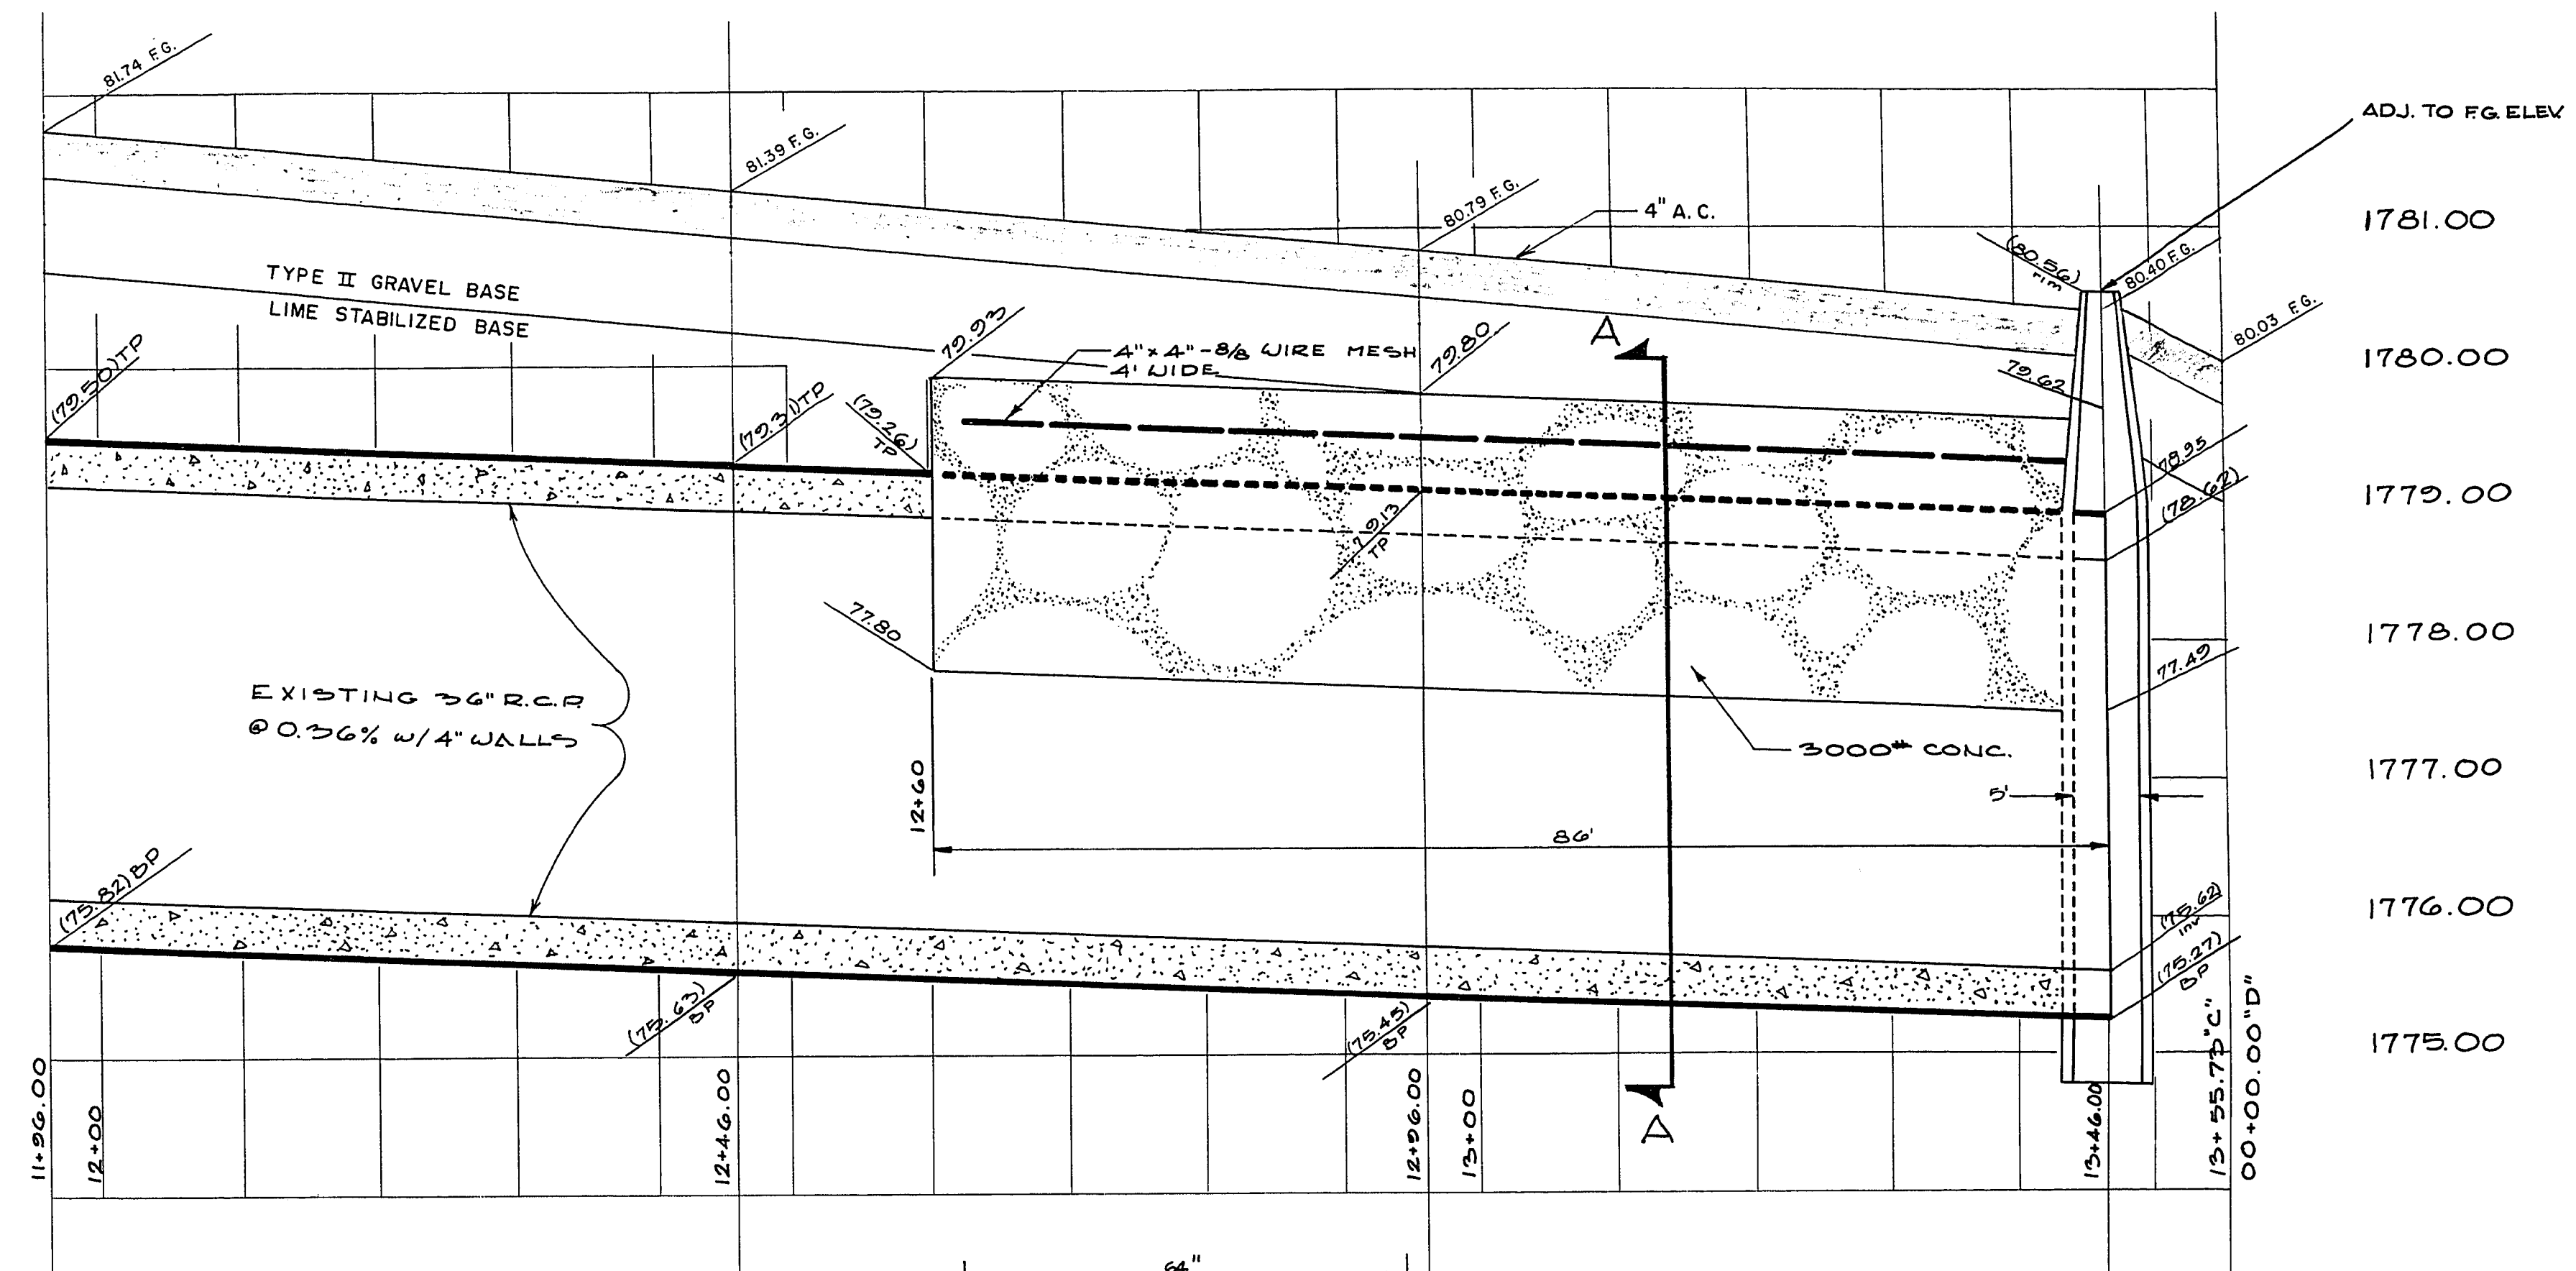 81.74 F.G.
81.39 F.G.
80.79 F.G.
4" A.C.
ADJ. TO F.G. ELEV.
1781.00
(80.56)
rim
80.40 F.G.
80.03 F.G.
TYPE II GRAVEL BASE
LIME STABILIZED BASE
79.93
4"x4"-8/8 WIRE MESH
4' WIDE
79.80
A
79.62
1780.00
(79.50)TP
(79.31)TP
(79.26)
TP
78.95
(78.62)
1779.00
79.13
TP
77.80
1778.00
77.49
EXISTING 36" R.C.P.
@ 0.36% W/4" WALLS
3000# CONC.
1777.00
12+60
5'
86'
(75.82)BP
(75.62)
INV
1776.00
(75.27)
BP
(75.63)
BP
(75.45)
BP
1775.00
11+96.00
12+00
12+46.00
12+96.00
13+00
A
13+46.00
13+55.73 "C"
00+00.00 "D"
64"